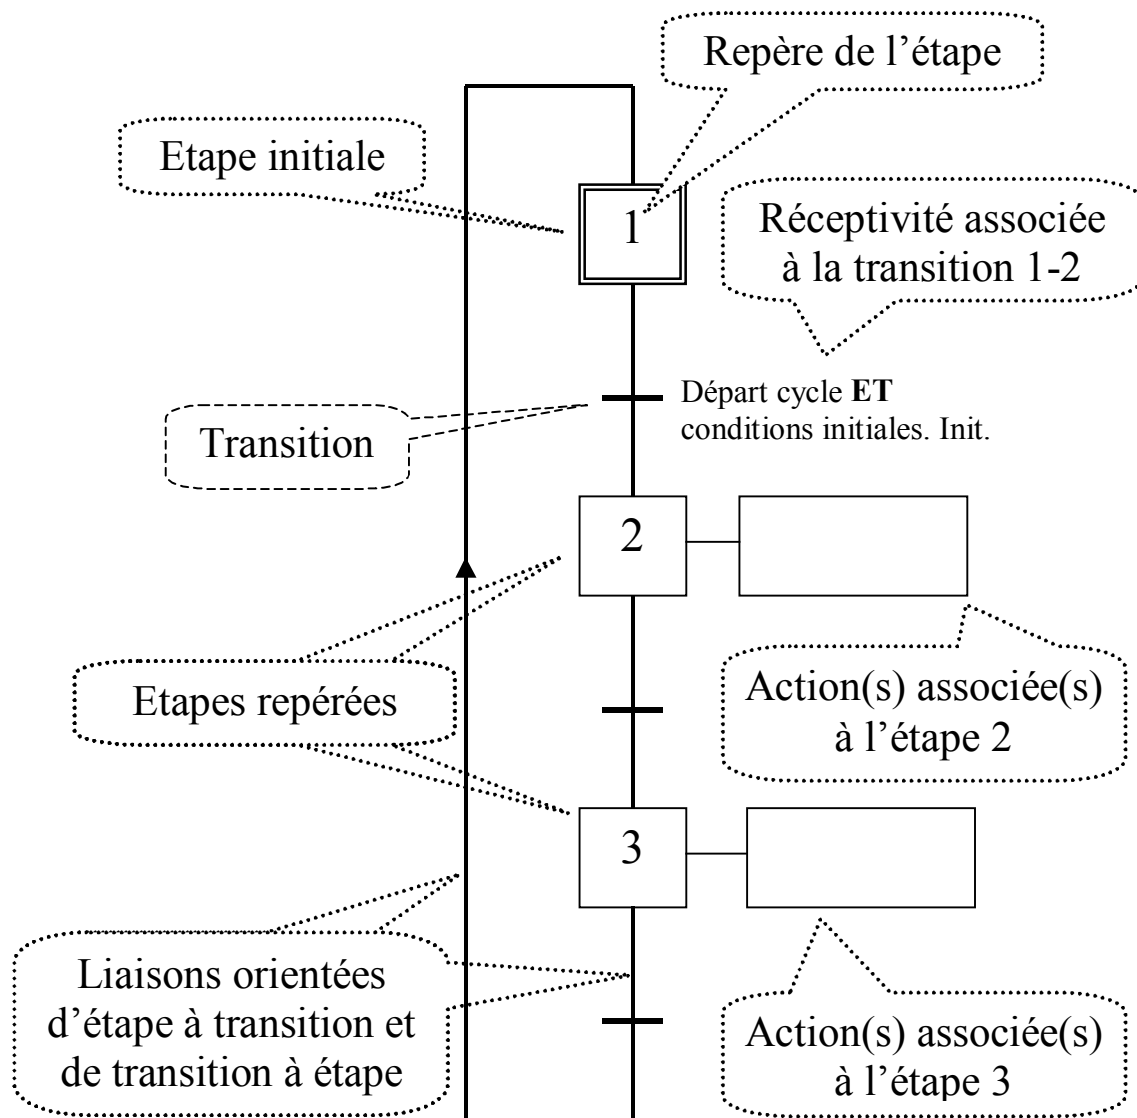 Repère de l’étape
Etape initiale
1
Réceptivité associée
à la transition 1-2
Départ cycle ET
conditions initiales. Init.
Transition
2
Action(s) associée(s)
à l’étape 2
Etapes repérées
3
Liaisons orientées
d’étape à transition et
de transition à étape
Action(s) associée(s)
à l’étape 3